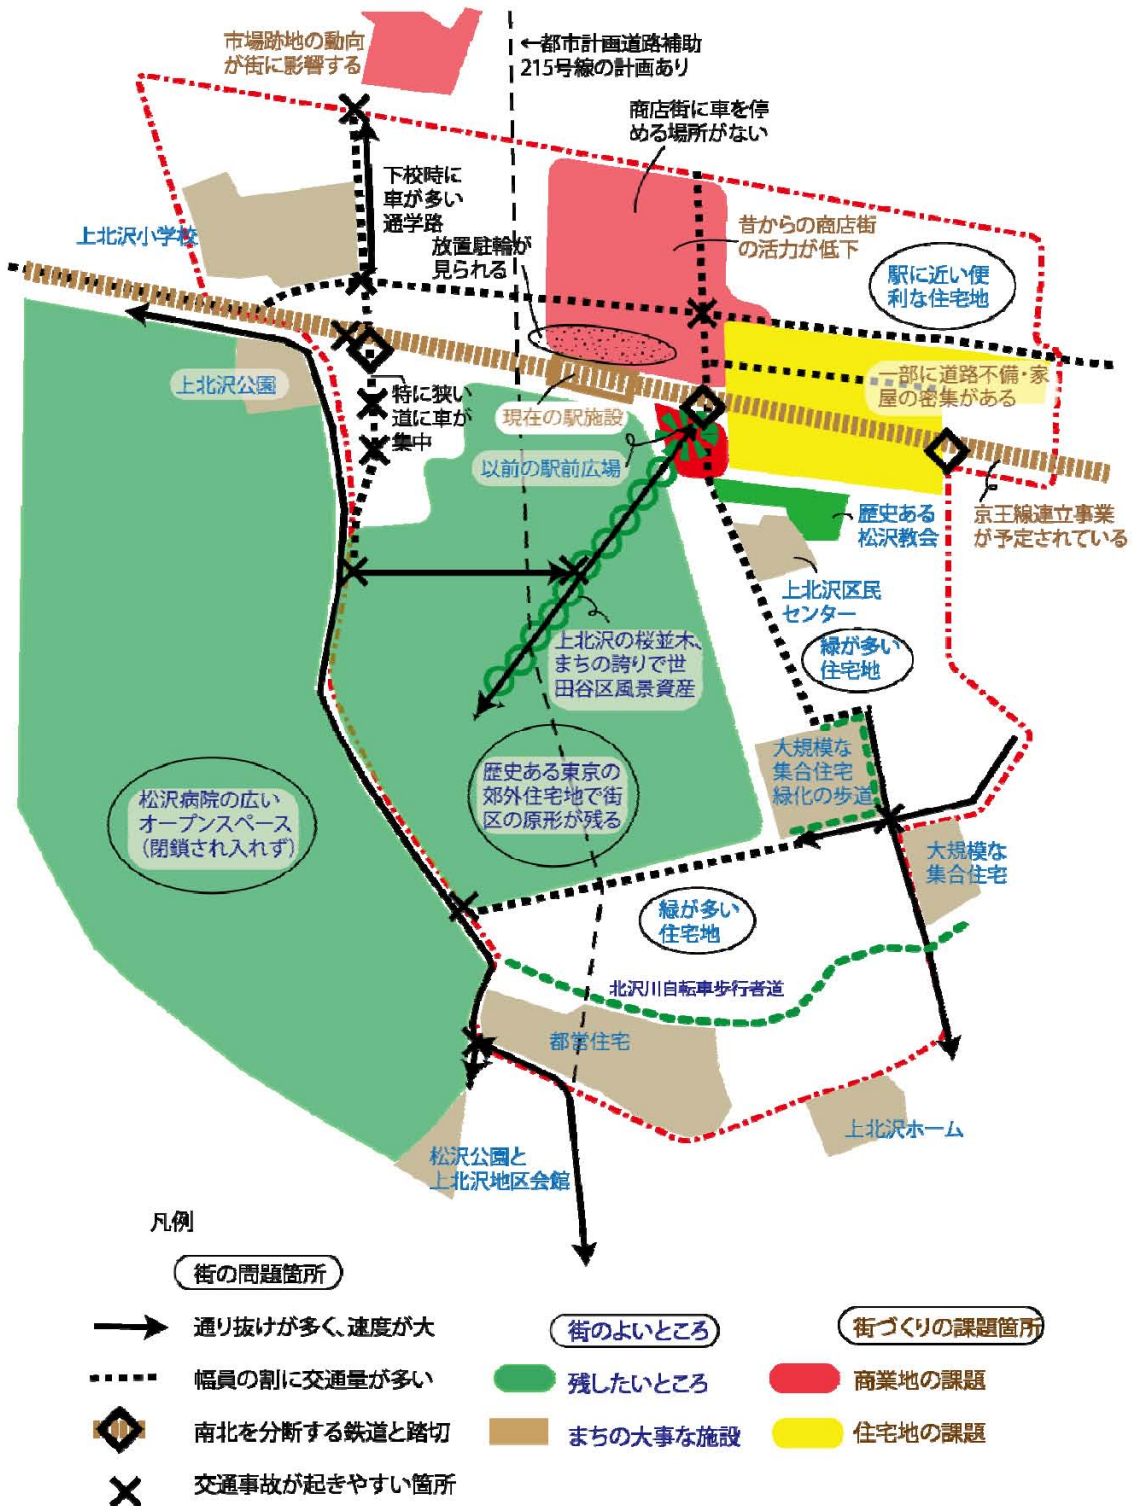 市場跡地の動向
が街に影響する
←都市計画道路補助
215号線の計画あり
商店街に車を停
める場所がない
下校時に
車が多い
通学路
上北沢小学校
放置駐輪が
見られる
昔からの商店街
の活力が低下
駅に近い便
利な住宅地
上北沢公園
特に狭い
道に車が
集中
現在の駅施設
一部に道路不備・家
屋の密集がある
以前の駅前広場
歴史ある
松沢教会
京王線連立事業
が予定されている
上北沢区民
センター
上北沢の桜並木、
まちの誇りで世
田谷区風景資産
緑が多い
住宅地
大規模な
集合住宅
緑化の歩道
歴史ある東京の
郊外住宅地で街
区の原形が残る
松沢病院の広い
オープンスペース
（閉鎖され入れず）
大規模な
集合住宅
緑が多い
住宅地
北沢川自転車歩行者道
都営住宅
上北沢ホーム
松沢公園と
上北沢地区会館
凡例
街の問題箇所
通り抜けが多く、速度が大
幅員の割に交通量が多い
南北を分断する鉄道と踏切
交通事故が起きやすい箇所
街のよいところ
残したいところ
まちの大事な施設
街づくりの課題箇所
商業地の課題
住宅地の課題